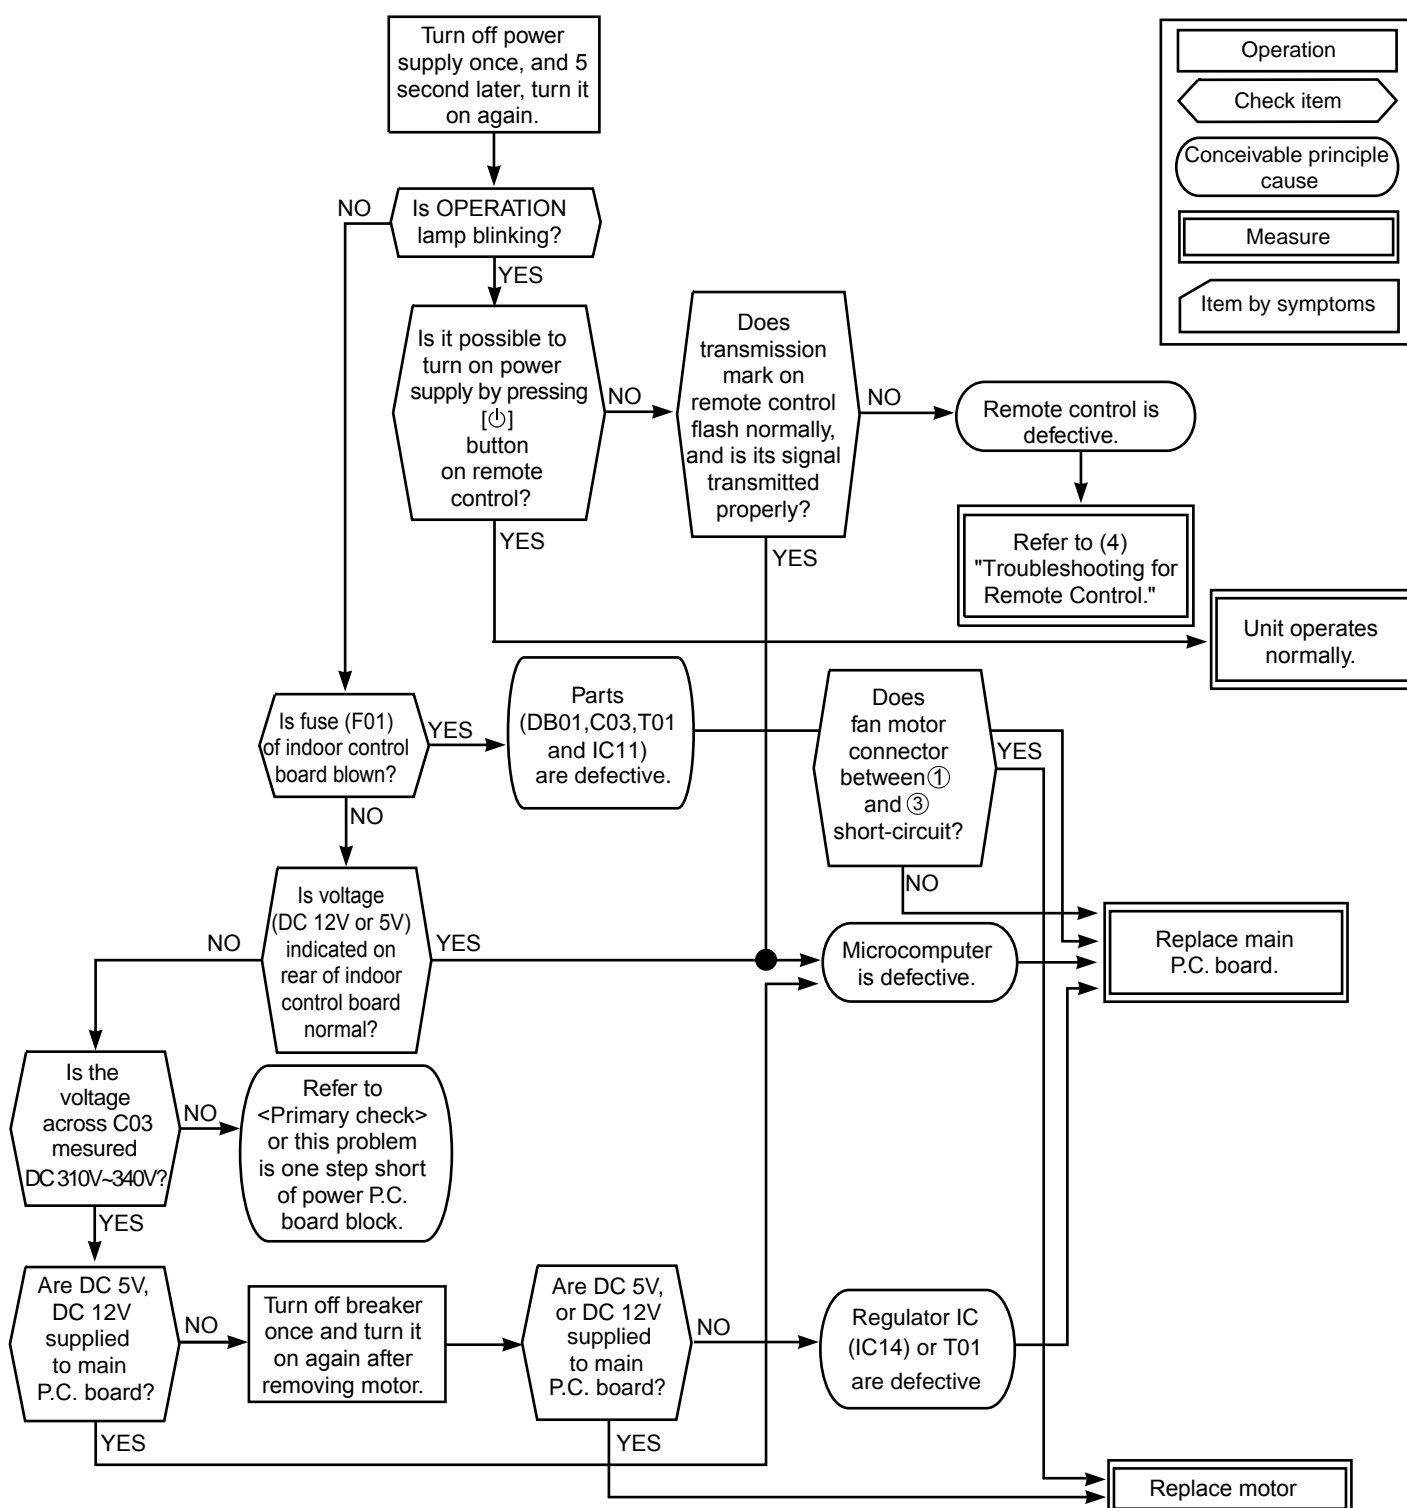 Turn off power
supply once, and 5
second later, turn it
on again.
Operation
Check item
Conceivable principle
cause
Measure
Item by symptoms
NO
Is OPERATION
lamp blinking?
YES
Is it possible to
turn on power
supply by pressing
[⏻]
button
on remote
control?
NO
YES
Does
transmission
mark on
remote control
flash normally,
and is its signal
transmitted
properly?
NO
YES
Remote control is
defective.
Refer to (4)
"Troubleshooting for
Remote Control."
Unit operates
normally.
Is fuse (F01)
of indoor control
board blown?
YES
NO
Parts
(DB01,C03,T01
and IC11)
are defective.
Does
fan motor
connector
between ①
and ③
short-circuit?
YES
NO
Is voltage
(DC 12V or 5V)
indicated on
rear of indoor
control board
normal?
NO
YES
Microcomputer
is defective.
Replace main
P.C. board.
Is the
voltage
across C03
mesured
DC 310V~340V?
NO
YES
Refer to
<Primary check>
or this problem
is one step short
of power P.C.
board block.
Are DC 5V,
DC 12V
supplied
to main
P.C. board?
NO
YES
Turn off breaker
once and turn it
on again after
removing motor.
Are DC 5V,
or DC 12V
supplied
to main
P.C. board?
NO
YES
Regulator IC
(IC14) or T01
are defective
Replace motor